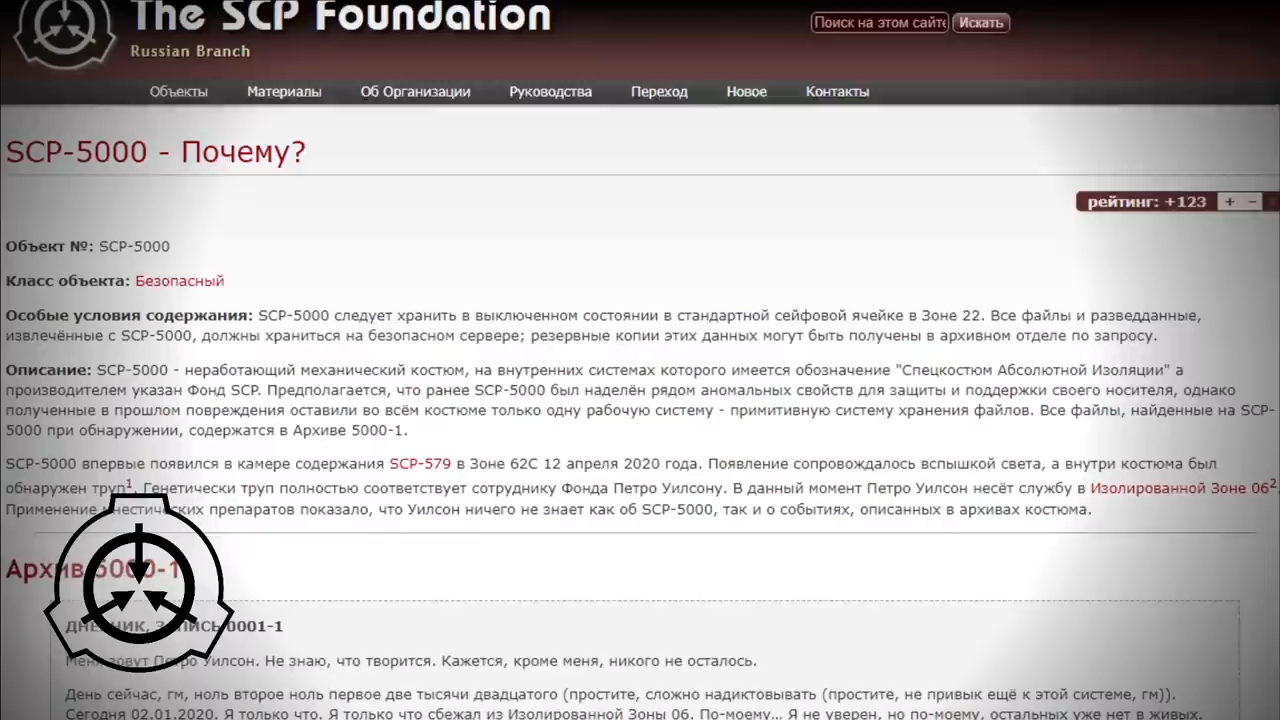 The SCP Foundation
Russian Branch
Поиск на этом сайте Искать
Объекты Материалы Об Организации Руководства Переход Новое Контакты
SCP-5000 - Почему?
рейтинг: +123 + −
Объект №: SCP-5000
Класс объекта: Безопасный
Особые условия содержания: SCP-5000 следует хранить в выключенном состоянии в стандартной сейфовой ячейке в Зоне 22. Все файлы и разведданные,
извлечённые с SCP-5000, должны храниться на безопасном сервере; резервные копии этих данных могут быть получены в архивном отделе по запросу.
Описание: SCP-5000 - неработающий механический костюм, на внутренних системах которого имеется обозначение "Спецкостюм Абсолютной Изоляции" а
производителем указан Фонд SCP. Предполагается, что ранее SCP-5000 был наделён рядом аномальных свойств для защиты и поддержки своего носителя, однако
полученные в прошлом повреждения оставили во всём костюме только одну рабочую систему - примитивную систему хранения файлов. Все файлы, найденные на SCP-
5000 при обнаружении, содержатся в Архиве 5000-1.
SCP-5000 впервые появился в камере содержания SCP-579 в Зоне 62C 12 апреля 2020 года. Появление сопровождалось вспышкой света, а внутри костюма был
обнаружен труп1. Генетически труп полностью соответствует сотруднику Фонда Петро Уилсону. В данный момент Петро Уилсон несёт службу в Изолированной Зоне 062
Применение мнестических препаратов показало, что Уилсон ничего не знает как об SCP-5000, так и о событиях, описанных в архивах костюма.
Архив 5000-1
ДНЕВНИК, ЗАПИСЬ 0001-1
Меня зовут Петро Уилсон. Не знаю, что творится. Кажется, кроме меня, никого не осталось.
День сейчас, гм, ноль второе ноль первое две тысячи двадцатого (простите, сложно надиктовывать (простите, не привык ещё к этой системе, гм)).
Сегодня 02.01.2020. Я только что. Я только что сбежал из Изолированной Зоны 06. По-моему... Я не уверен, но по-моему, остальных уже нет в живых.